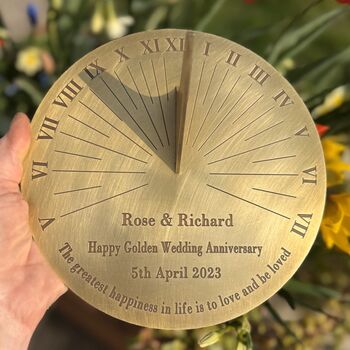 V VI VII VIII IX X XI XII I II III IV V VI VII
Rose & Richard
Happy Golden Wedding Anniversary
5th April 2023
The greatest happiness in life is to love and be loved